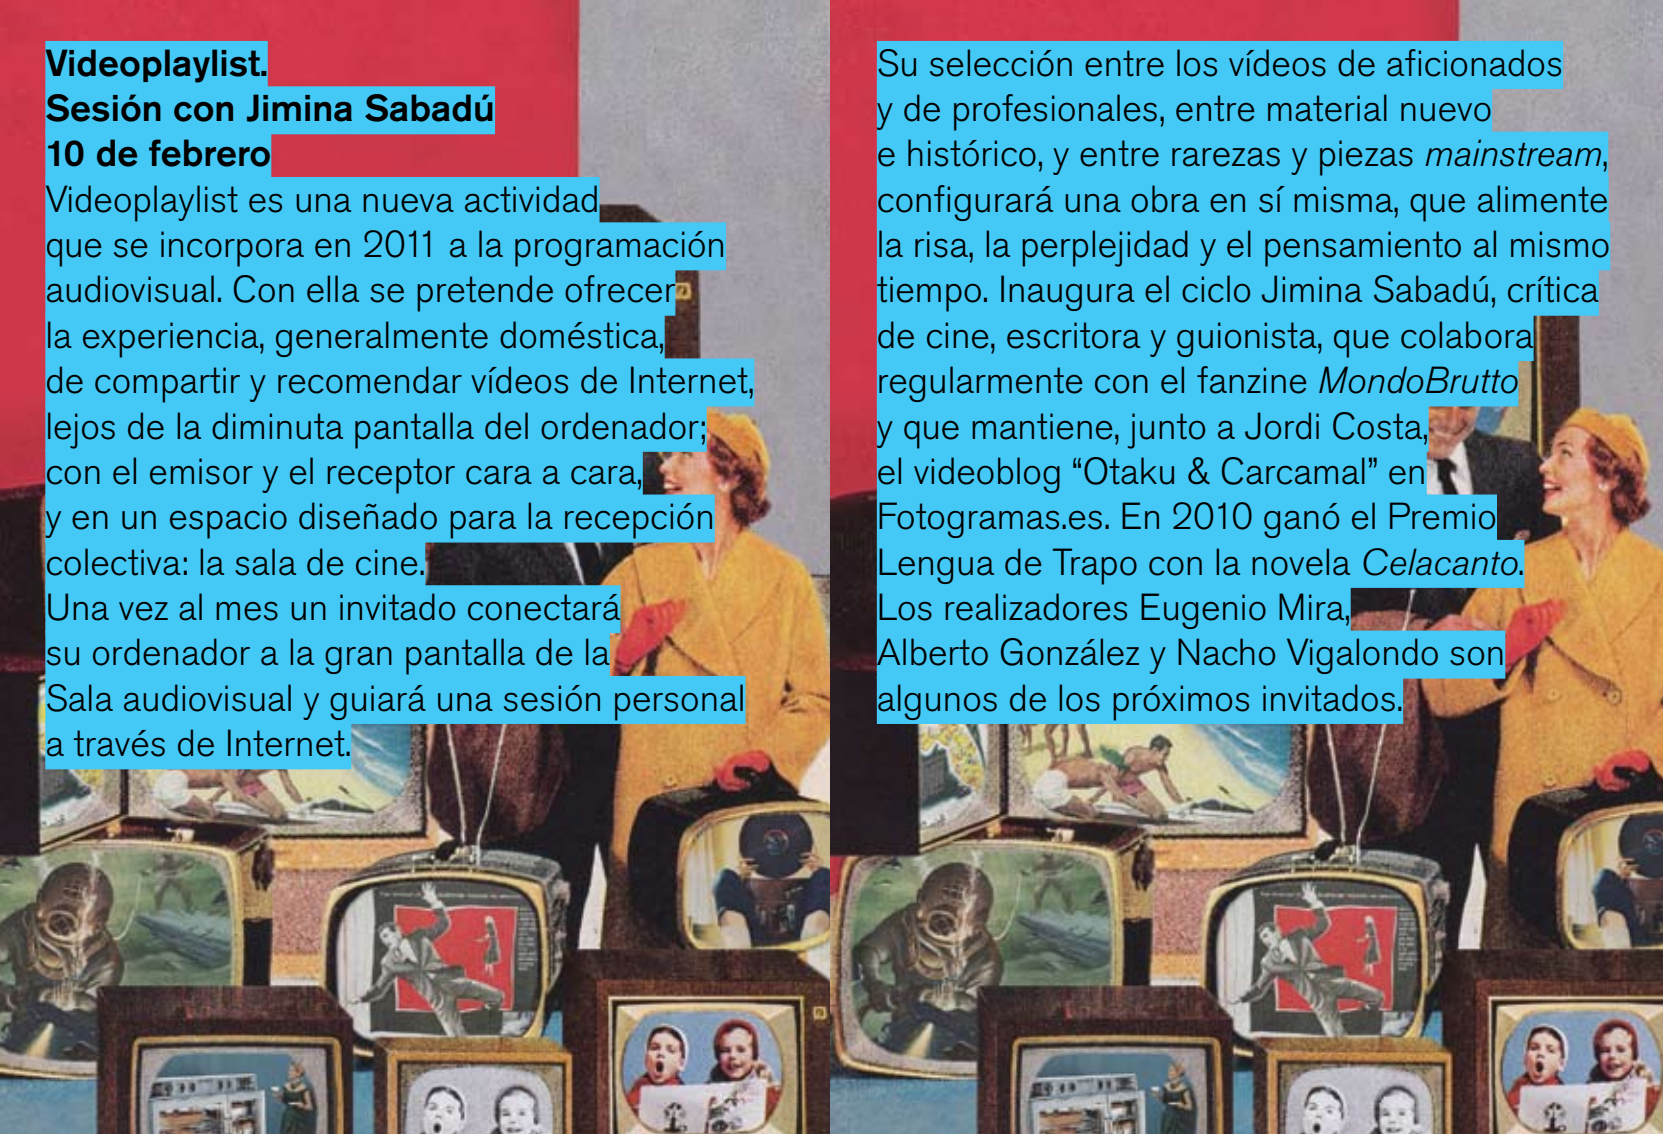 Videoplaylist.
Sesión con Jimina Sabadú
10 de febrero
Videoplaylist es una nueva actividad
que se incorpora en 2011 a la programación
audiovisual. Con ella se pretende ofrecer
la experiencia, generalmente doméstica,
de compartir y recomendar vídeos de Internet,
lejos de la diminuta pantalla del ordenador;
con el emisor y el receptor cara a cara,
y en un espacio diseñado para la recepción
colectiva: la sala de cine.
Una vez al mes un invitado conectará
su ordenador a la gran pantalla de la
Sala audiovisual y guiará una sesión personal
a través de Internet.
Su selección entre los vídeos de aficionados
y de profesionales, entre material nuevo
e histórico, y entre rarezas y piezas mainstream,
configurará una obra en sí misma, que alimente
la risa, la perplejidad y el pensamiento al mismo
tiempo. Inaugura el ciclo Jimina Sabadú, crítica
de cine, escritora y guionista, que colabora
regularmente con el fanzine MondoBrutto
y que mantiene, junto a Jordi Costa,
el videoblog “Otaku & Carcamal” en
Fotogramas.es. En 2010 ganó el Premio
Lengua de Trapo con la novela Celacanto.
Los realizadores Eugenio Mira,
Alberto González y Nacho Vigalondo son
algunos de los próximos invitados.